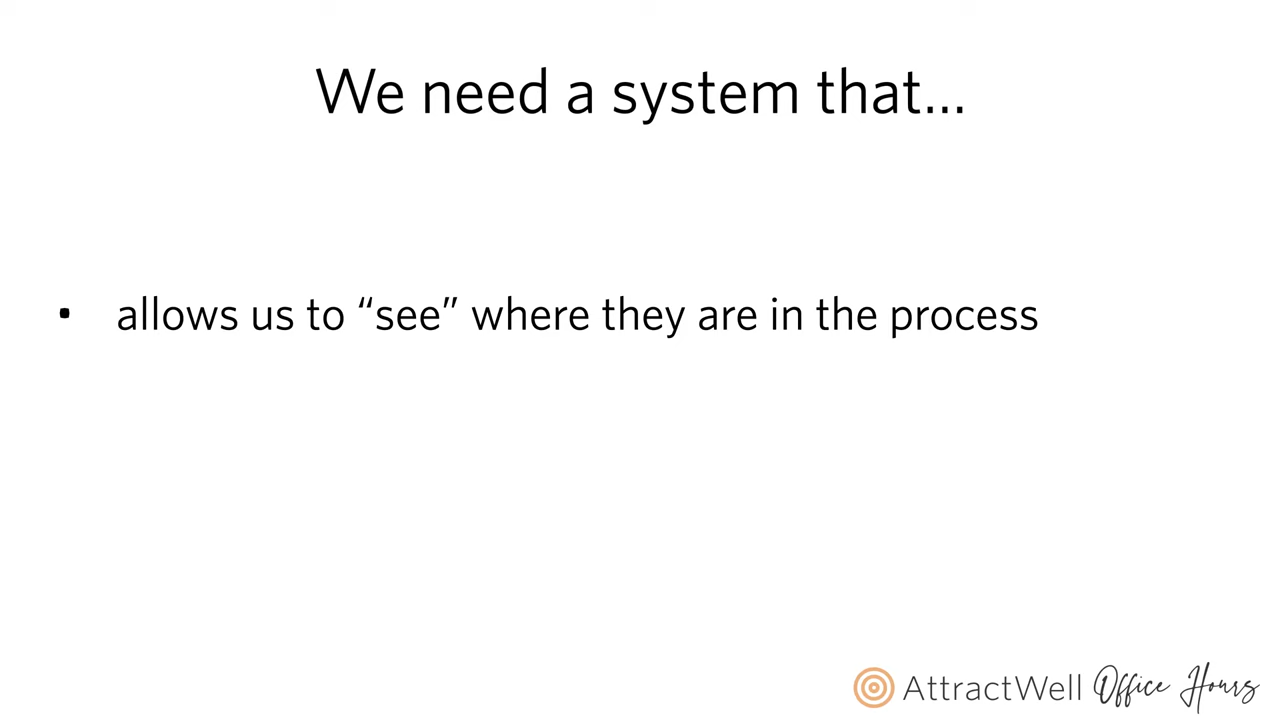 We need a system that...
• allows us to “see” where they are in the process
AttractWell Office Hours